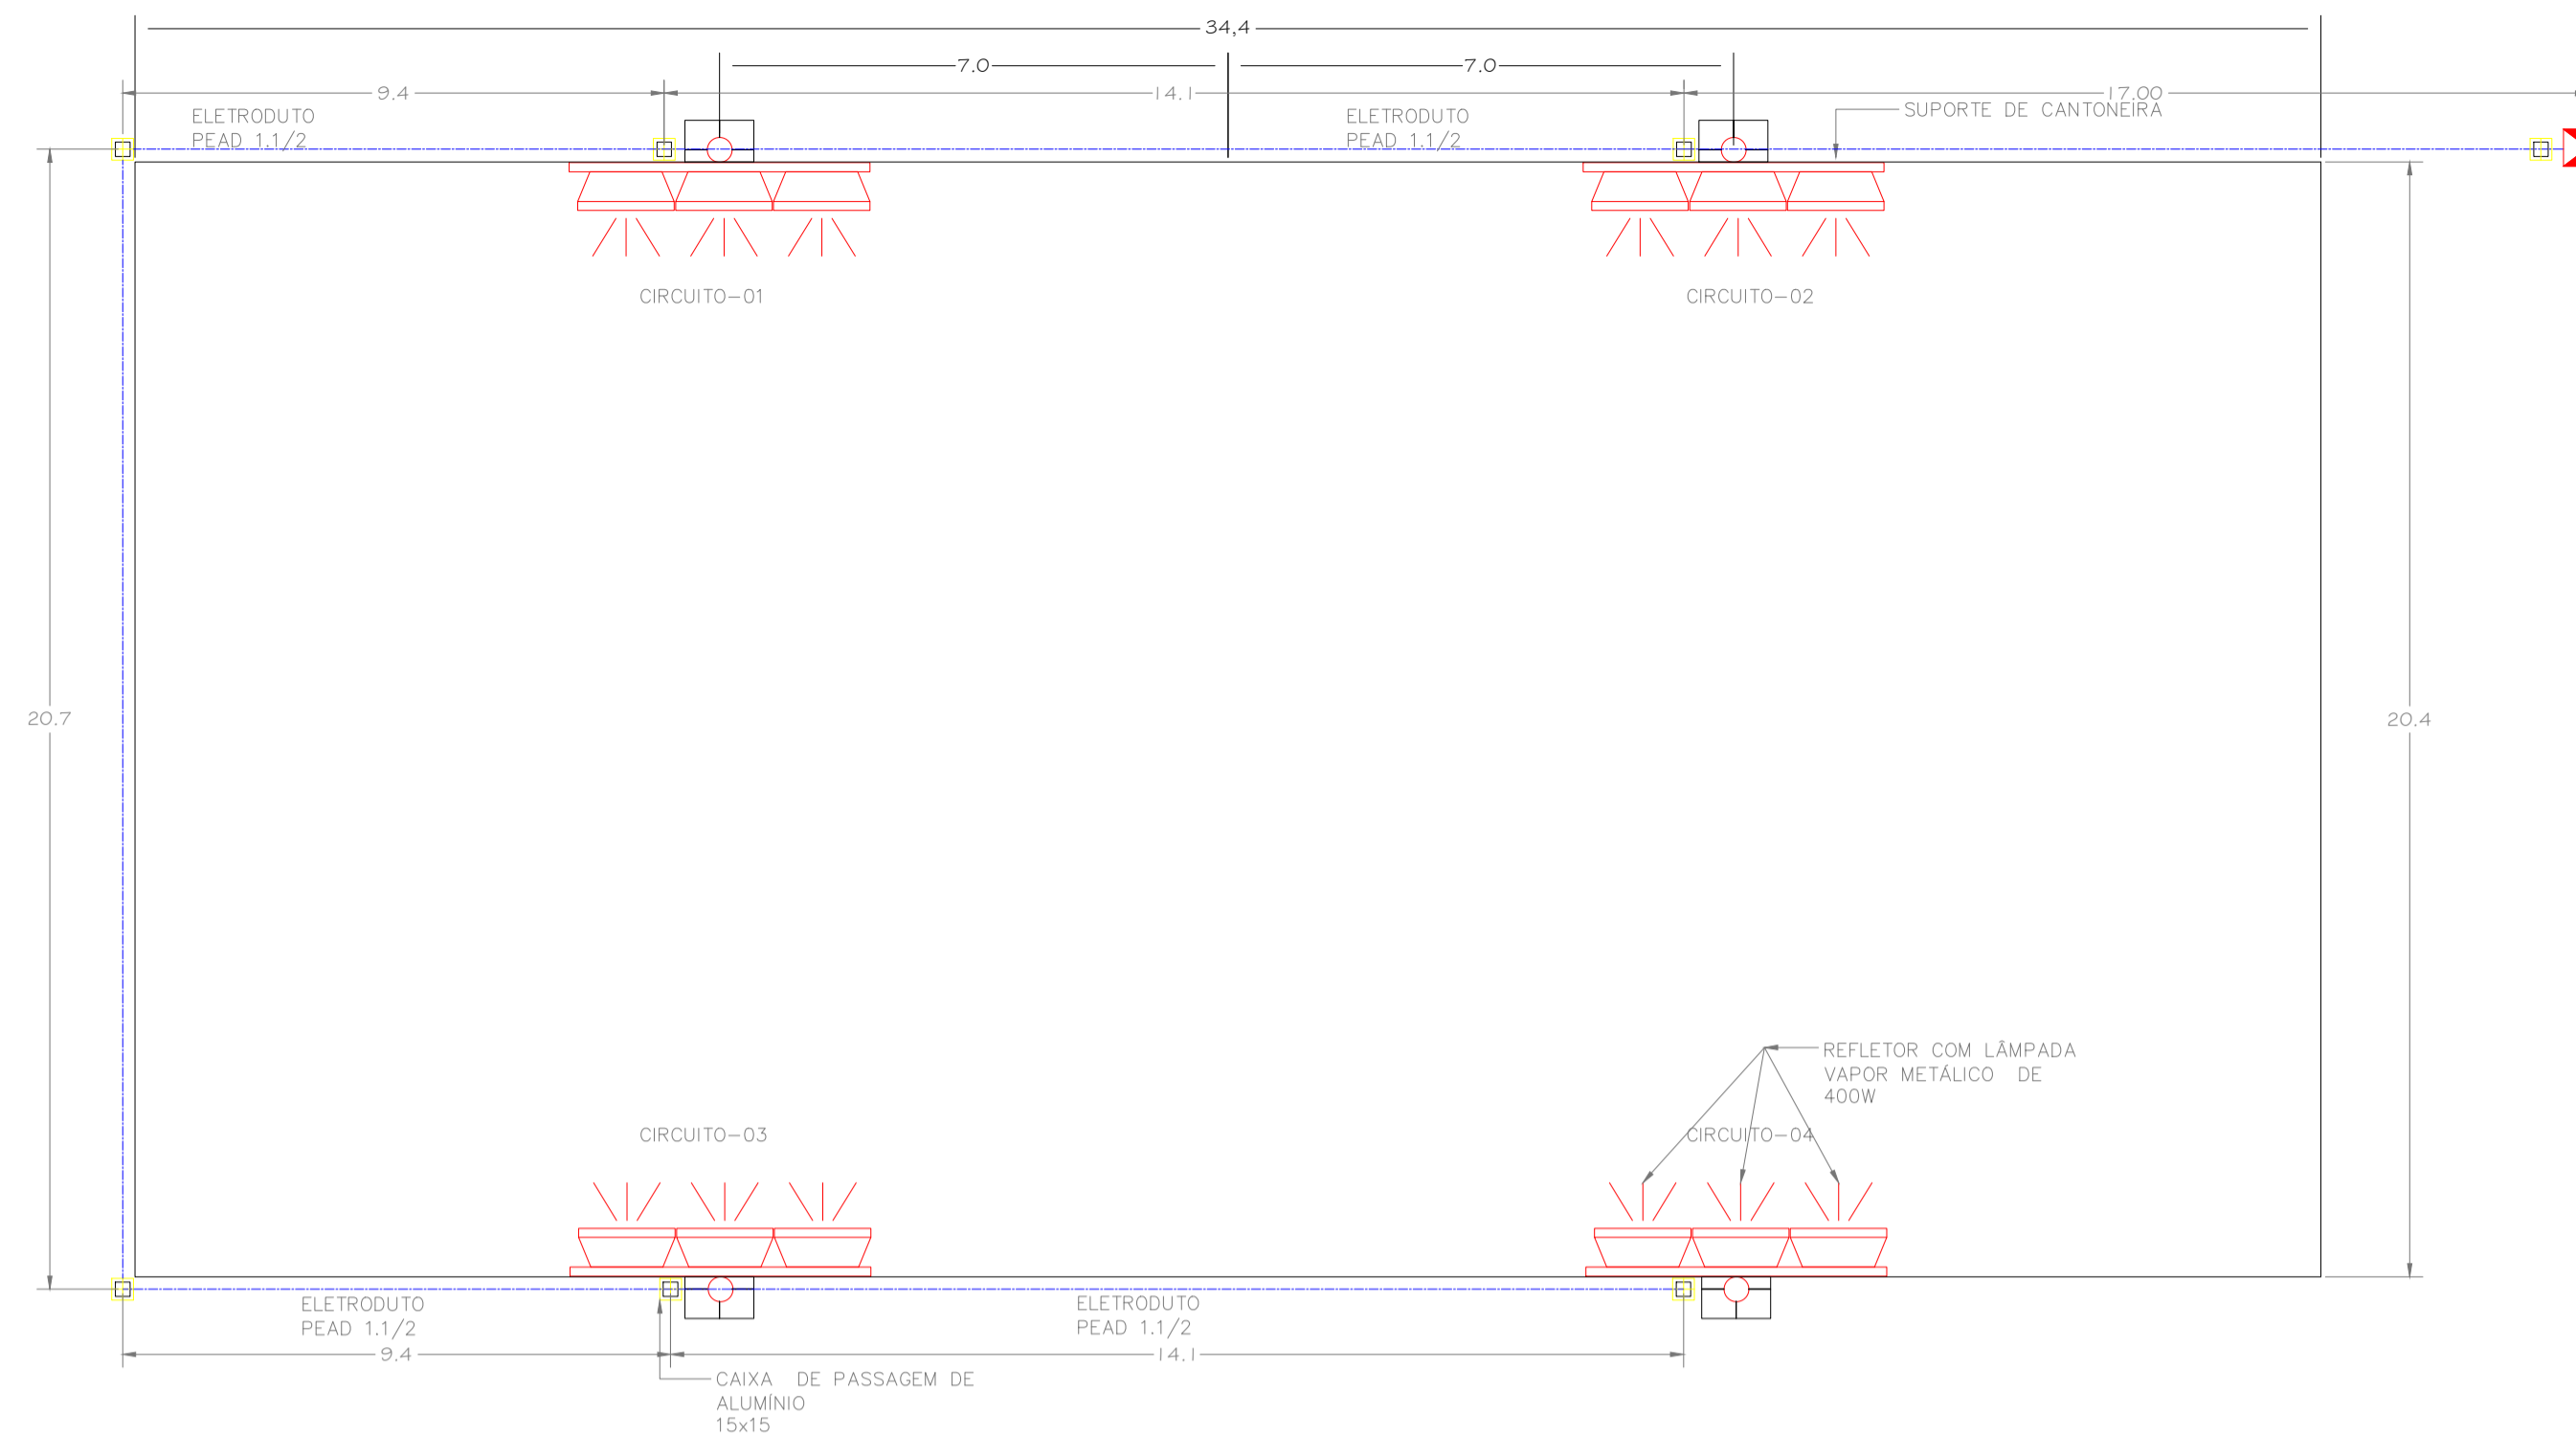 34,4
7.0
7.0
9.4
14.1
17.00
ELETRODUTO
PEAD 1.1/2
ELETRODUTO
PEAD 1.1/2
SUPORTE DE CANTONEIRA
CIRCUITO-01
CIRCUITO-02
20.7
20.4
REFLETOR COM LÂMPADA
VAPOR METÁLICO DE
400W
CIRCUITO-03
CIRCUITO-04
ELETRODUTO
PEAD 1.1/2
ELETRODUTO
PEAD 1.1/2
9.4
14.1
CAIXA DE PASSAGEM DE
ALUMÍNIO
15x15